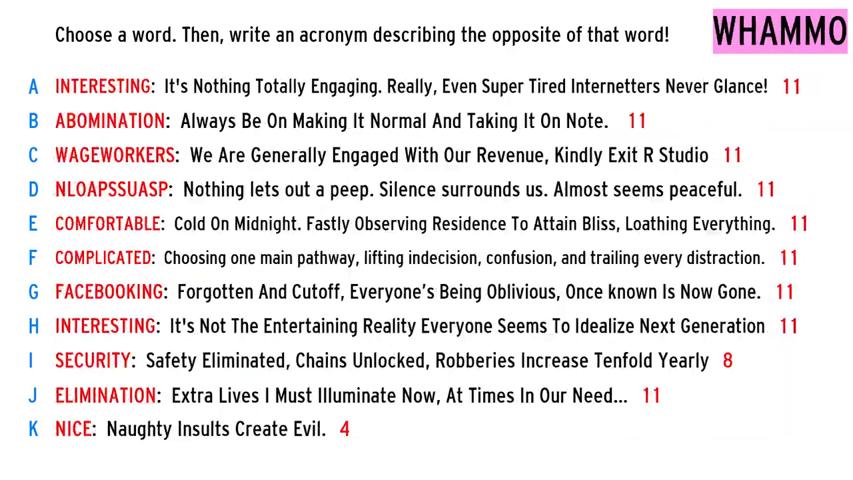 Choose a word. Then, write an acronym describing the opposite of that word! WHAMMO
A INTERESTING: It's Nothing Totally Engaging. Really, Even Super Tired Internetters Never Glance! 11
B ABOMINATION: Always Be On Making It Normal And Taking It On Note. 11
C WAGEWORKERS: We Are Generally Engaged With Our Revenue, Kindly Exit R Studio 11
D NLOAPSSUASP: Nothing lets out a peep. Silence surrounds us. Almost seems peaceful. 11
E COMFORTABLE: Cold On Midnight. Fastly Observing Residence To Attain Bliss, Loathing Everything. 11
F COMPLICATED: Choosing one main pathway, lifting indecision, confusion, and trailing every distraction. 11
G FACEBOOKING: Forgotten And Cutoff, Everyone's Being Oblivious, Once known Is Now Gone. 11
H INTERESTING: It's Not The Entertaining Reality Everyone Seems To Idealize Next Generation 11
I SECURITY: Safety Eliminated, Chains Unlocked, Robberies Increase Tenfold Yearly 8
J ELIMINATION: Extra Lives I Must Illuminate Now, At Times In Our Need... 11
K NICE: Naughty Insults Create Evil. 4